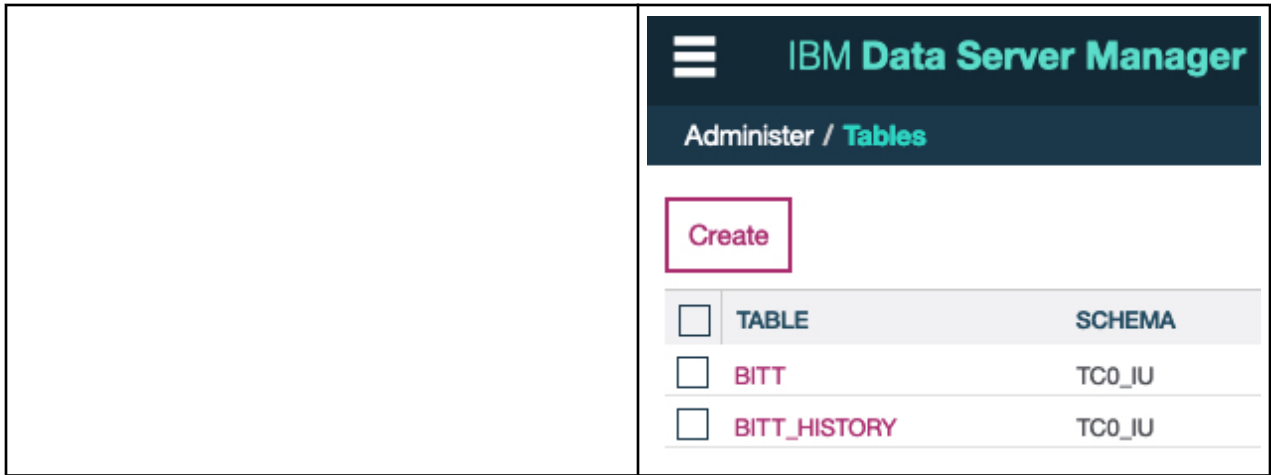 IBM Data Server Manager
Administer / Tables
Create
TABLE SCHEMA
BITT TC0_IU
BITT_HISTORY TC0_IU